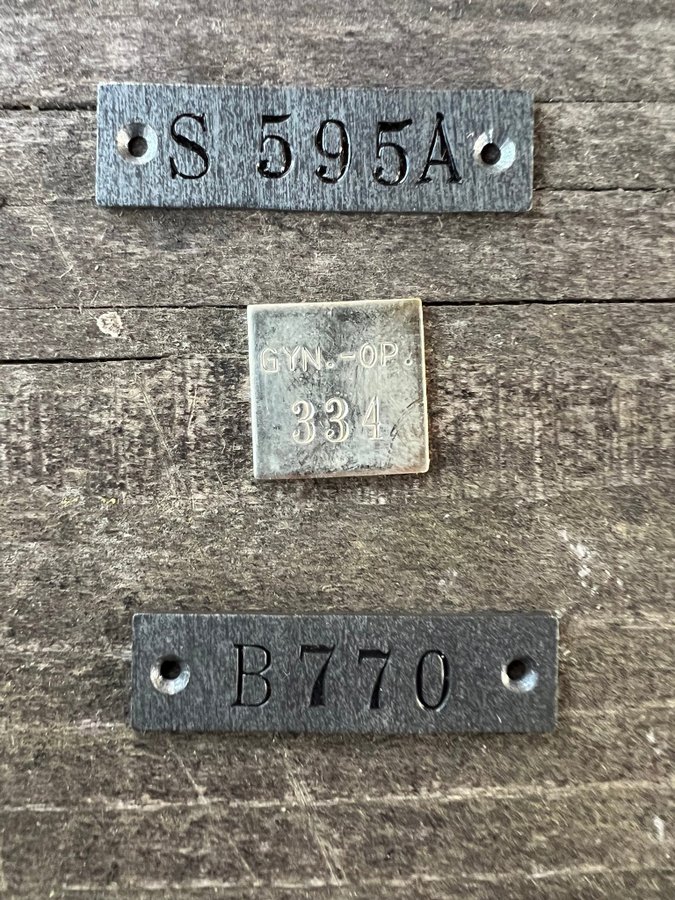 S 595A
GYN.-OP.
334
B770